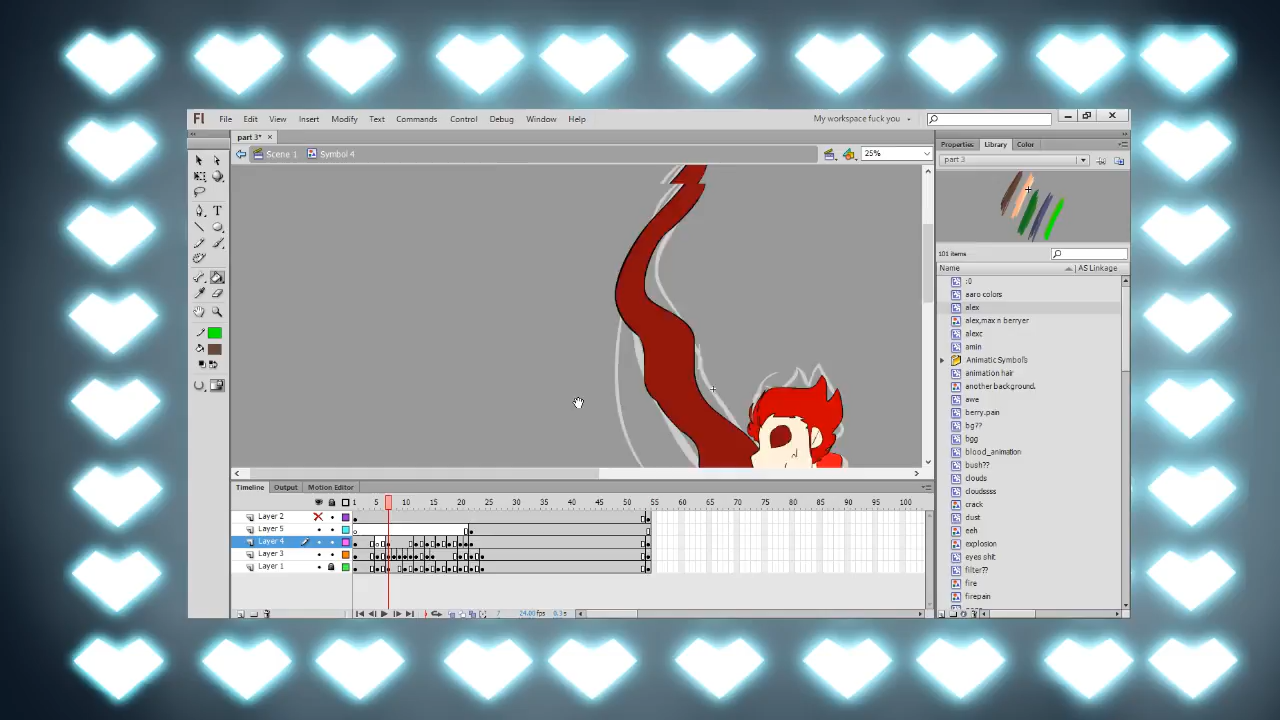 Fl File Edit View Insert Modify Text Commands Control Debug Window Help My workspace fuck you
part 3*
Properties Library Color
Scene 1 Symbol 4 25%
part 3
101 items
Name AS Linkage
:0
aaro colors
alex
alex,max n berryer
alexc
amin
Animatic Symbols
animation hair
another background.
awe
berry.pain
bg??
bgg
blood_animation
bush??
clouds
cloudssss
crack
dust
eeh
explosion
eyes shit
filter??
fire
firepain
Timeline Output Motion Editor
1 5 10 15 20 25 30 35 40 45 50 55 60 65 70 75 80 85 90 95 100
Layer 2
Layer 5
Layer 4
Layer 3
Layer 1
7 24.00fps 0.3s